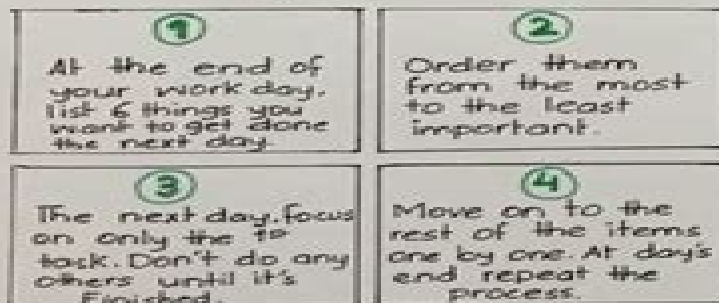 1
At the end of
your work day,
list 6 things you
want to get done
the next day.
2
Order them
from the most
to the least
important.
3
The next day, focus
on only the
task. Don't do any
others until it's
finished.
4
Move on to the
rest of the items
one by one. At day's
end repeat the
process.